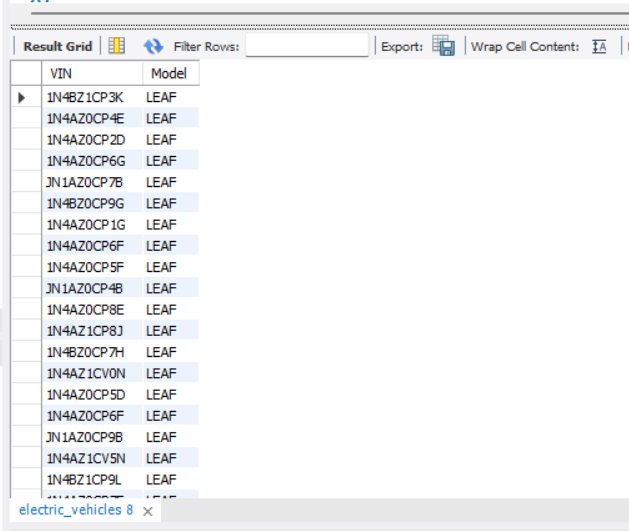 Result Grid Filter Rows: Export: Wrap Cell Content:
VIN Model
1N4BZ1CP3K LEAF
1N4AZ0CP4E LEAF
1N4AZ0CP2D LEAF
1N4AZ0CP6G LEAF
JN1AZ0CP7B LEAF
1N4BZ0CP9G LEAF
1N4AZ0CP1G LEAF
1N4AZ0CP6F LEAF
1N4AZ0CP5F LEAF
JN1AZ0CP4B LEAF
1N4AZ0CP8E LEAF
1N4AZ1CP8J LEAF
1N4BZ0CP7H LEAF
1N4AZ1CV0N LEAF
1N4AZ0CP5D LEAF
1N4AZ0CP6F LEAF
JN1AZ0CP9B LEAF
1N4AZ1CV5N LEAF
1N4BZ1CP9L LEAF
electric_vehicles 8